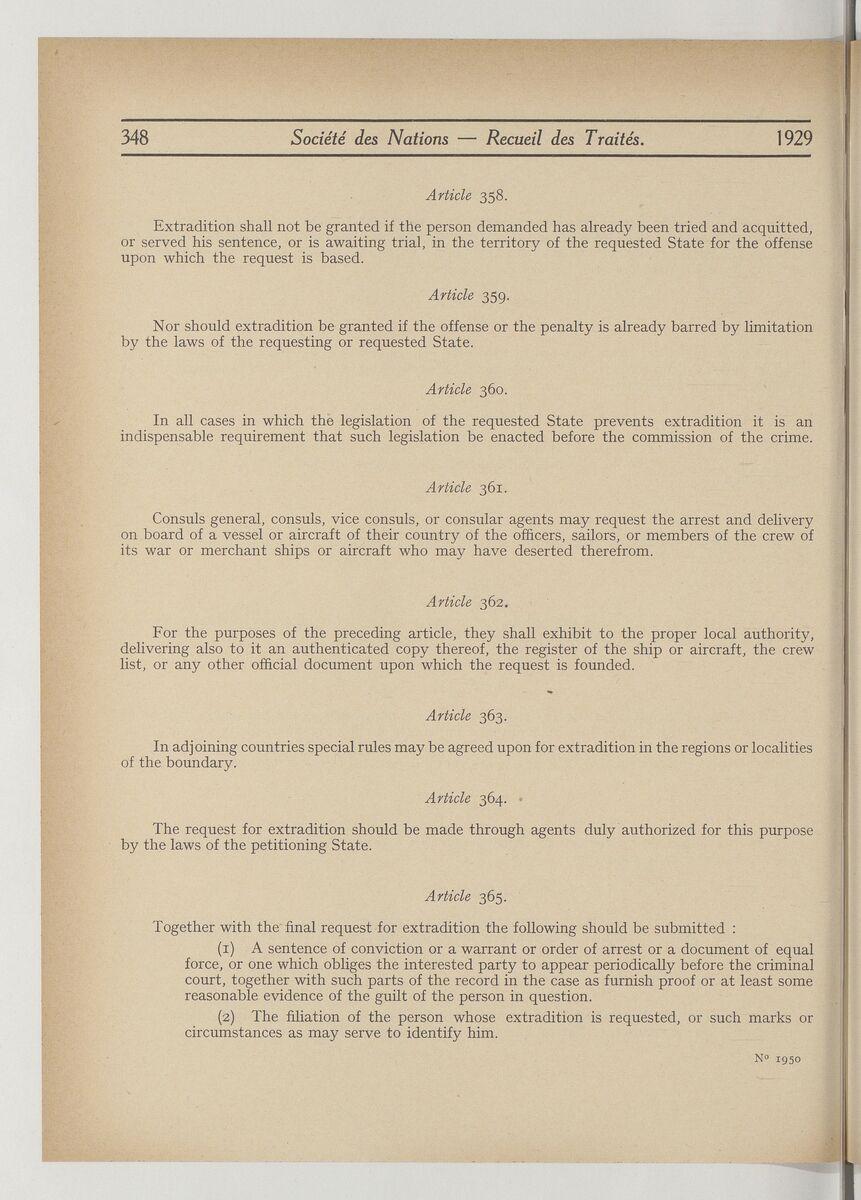 348 Société des Nations — Recueil des Traités. 1929
Article 358.
Extradition shall not be granted if the person demanded has already been tried and acquitted,
or served his sentence, or is awaiting trial, in the territory of the requested State for the offense
upon which the request is based.
Article 359.
Nor should extradition be granted if the offense or the penalty is already barred by limitation
by the laws of the requesting or requested State.
Article 360.
In all cases in which the legislation of the requested State prevents extradition it is an
indispensable requirement that such legislation be enacted before the commission of the crime.
Article 361.
Consuls general, consuls, vice consuls, or consular agents may request the arrest and delivery
on board of a vessel or aircraft of their country of the officers, sailors, or members of the crew of
its war or merchant ships or aircraft who may have deserted therefrom.
Article 362.
For the purposes of the preceding article, they shall exhibit to the proper local authority,
delivering also to it an authenticated copy thereof, the register of the ship or aircraft, the crew
list, or any other official document upon which the request is founded.
Article 363.
In adjoining countries special rules may be agreed upon for extradition in the regions or localities
of the boundary.
Article 364.
The request for extradition should be made through agents duly authorized for this purpose
by the laws of the petitioning State.
Article 365.
Together with the final request for extradition the following should be submitted :
(1) A sentence of conviction or a warrant or order of arrest or a document of equal
force, or one which obliges the interested party to appear periodically before the criminal
court, together with such parts of the record in the case as furnish proof or at least some
reasonable evidence of the guilt of the person in question.
(2) The filiation of the person whose extradition is requested, or such marks or
circumstances as may serve to identify him.
Nº 1950